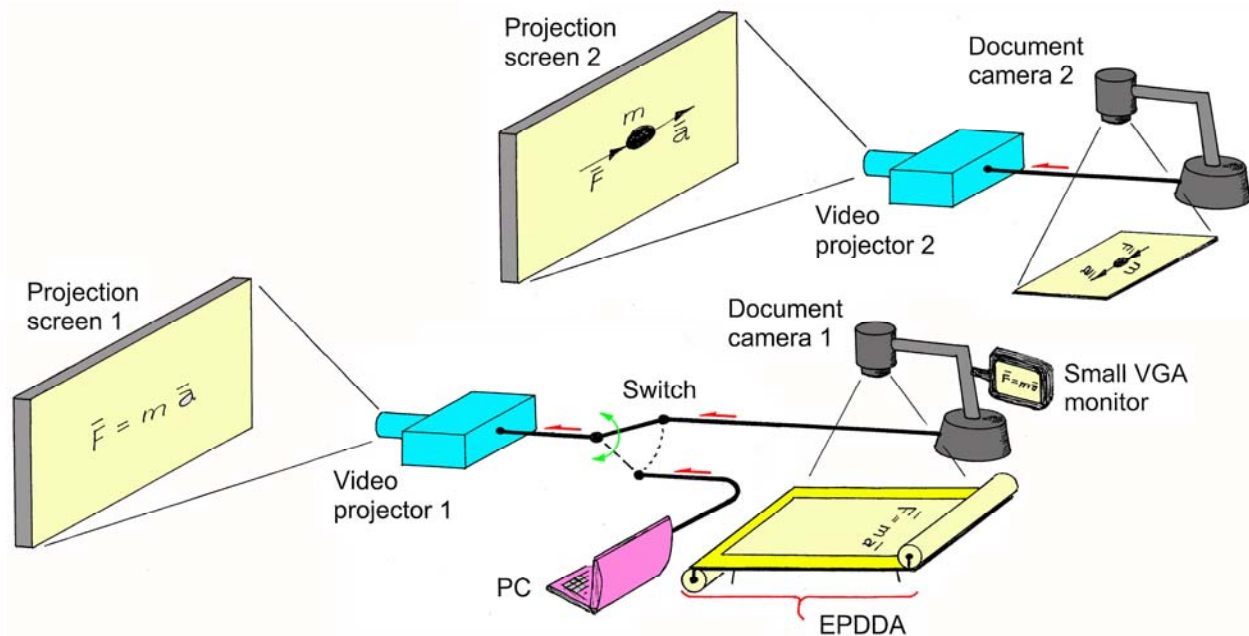 Projection
screen 2
m
F̄
ā
Document
camera 2
Video
projector 2
F̄
m
ā
Projection
screen 1
F̄ = m ā
Document
camera 1
Small VGA
monitor
F̄ = m ā
Switch
Video
projector 1
F̄ = m ā
PC
EPDDA